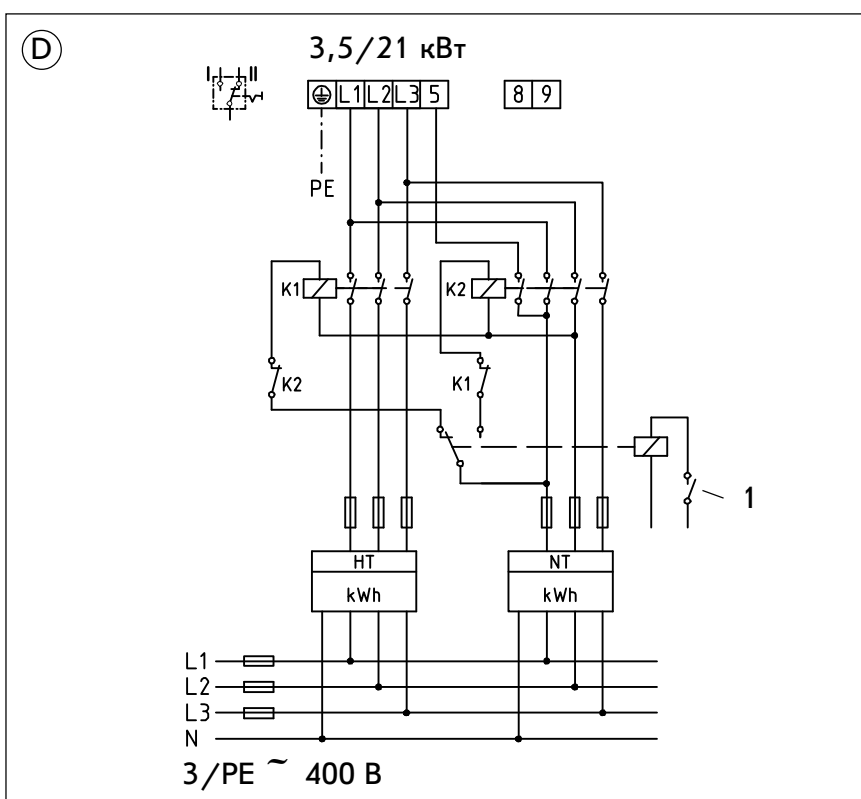 D
3,5/21 кВт
I II
L1 L2 L3 5 8 9
PE
K1 K2
K2 K1
1
HT NT
kWh kWh
L1
L2
L3
N
3/PE ~ 400 В